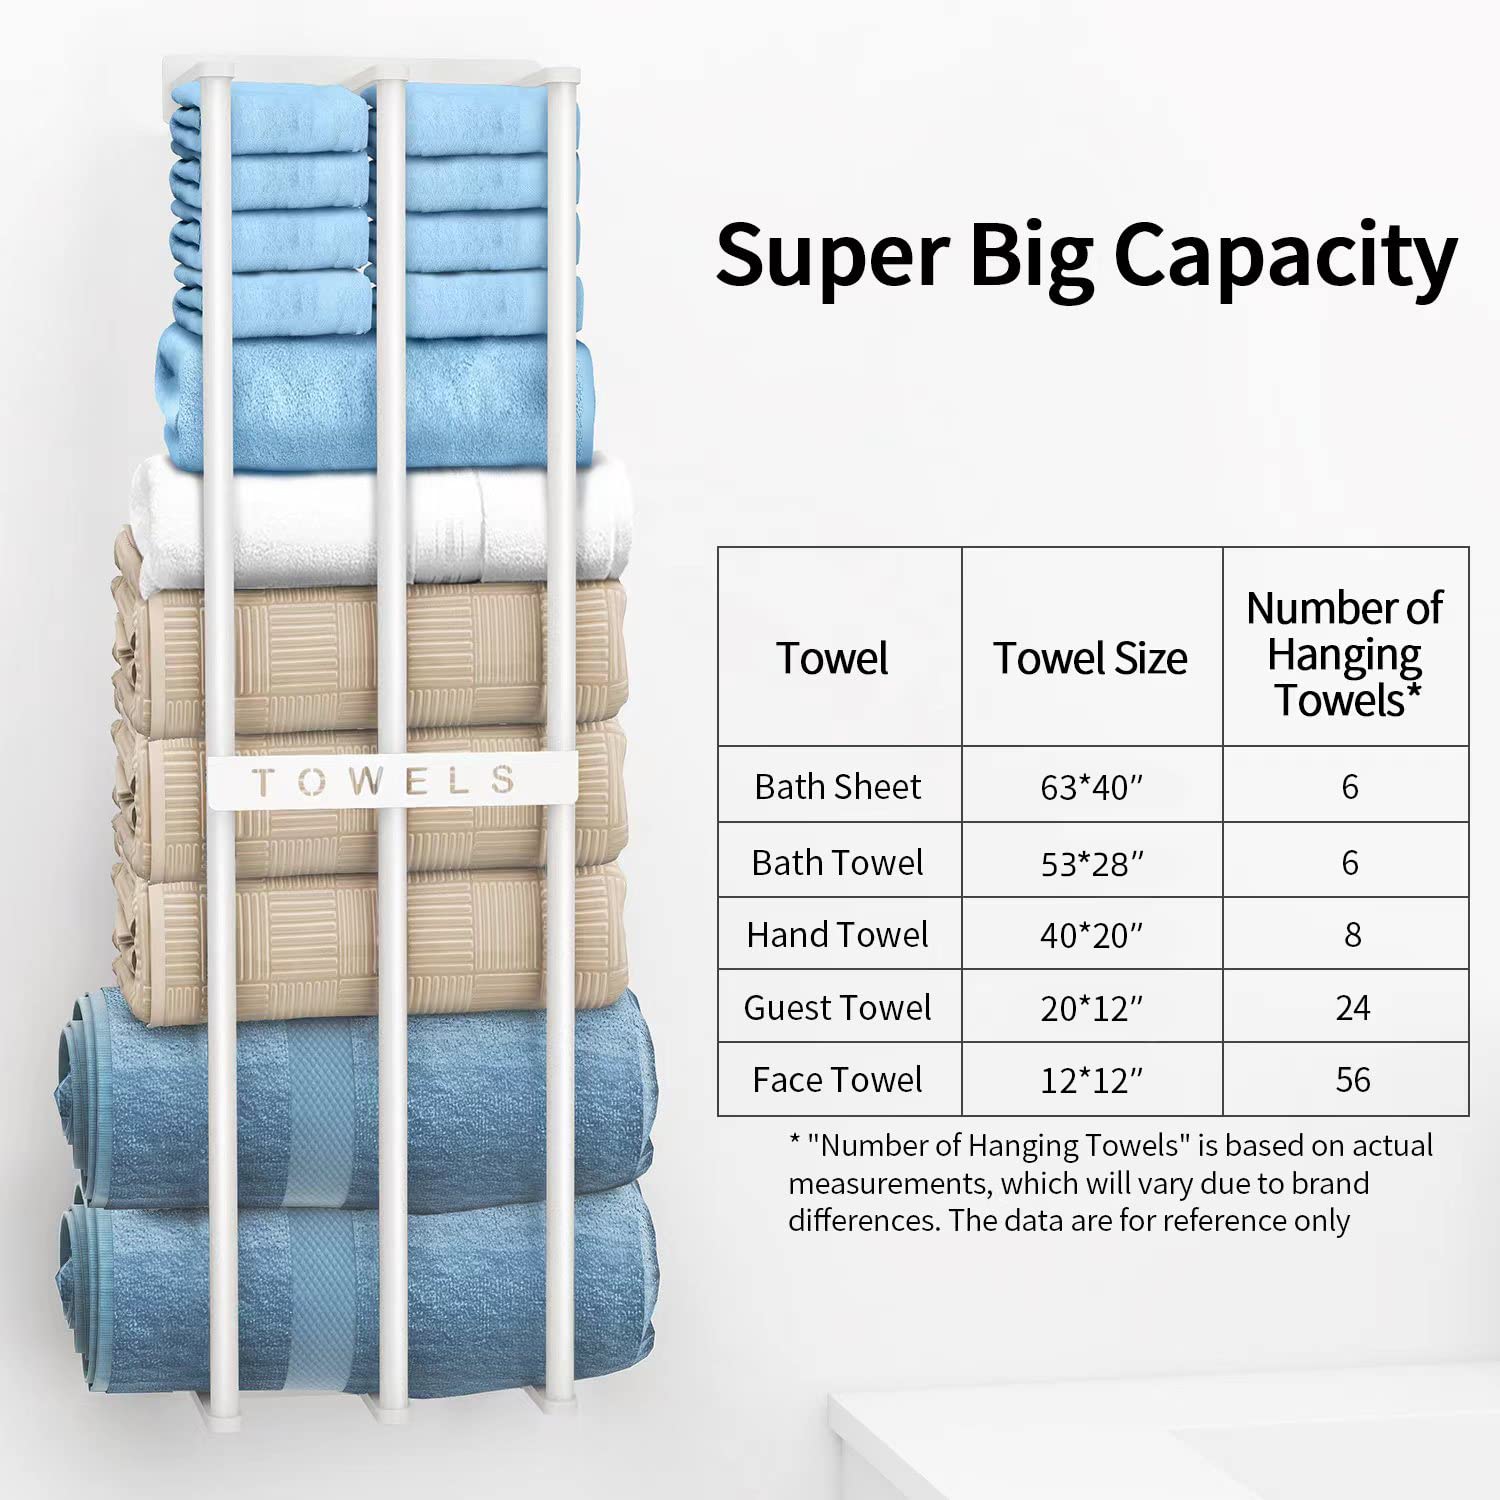 Super Big Capacity
Towel
Towel Size
Number of
Hanging
Towels*
Bath Sheet 63*40″ 6
Bath Towel 53*28″ 6
Hand Towel 40*20″ 8
Guest Towel 20*12″ 24
Face Towel 12*12″ 56
* "Number of Hanging Towels" is based on actual
measurements, which will vary due to brand
differences. The data are for reference only
TOWELS